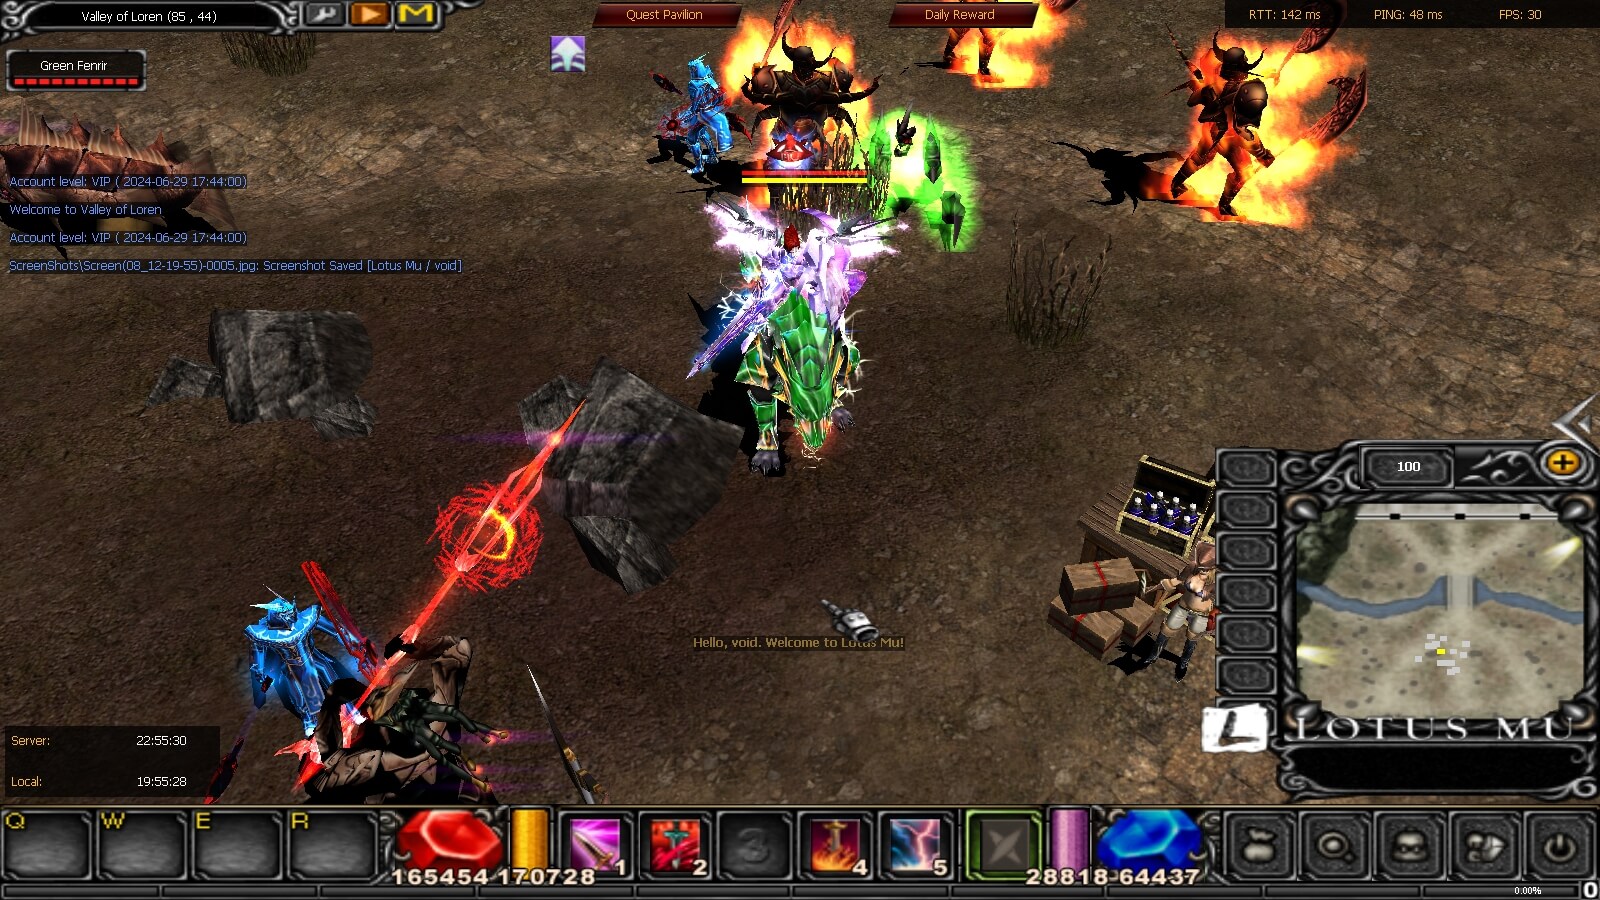 Valley of Loren (85 , 44)
M
Quest Pavilion
Daily Reward
RTT: 142 ms
PING: 48 ms
FPS: 30
Green Fenrir
Account level: VIP ( 2024-06-29 17:44:00)
Welcome to Valley of Loren
Account level: VIP ( 2024-06-29 17:44:00)
ScreenShots\Screen(08_12-19-55)-0005.jpg: Screenshot Saved [Lotus Mu / void]
100
Hello, void. Welcome to Lotus Mu!
L LOTUS MU
Server: 22:55:30
Local: 19:55:28
Q W E R
1 2 3 4 5
165454 170728
28818 64437
0.00% 0